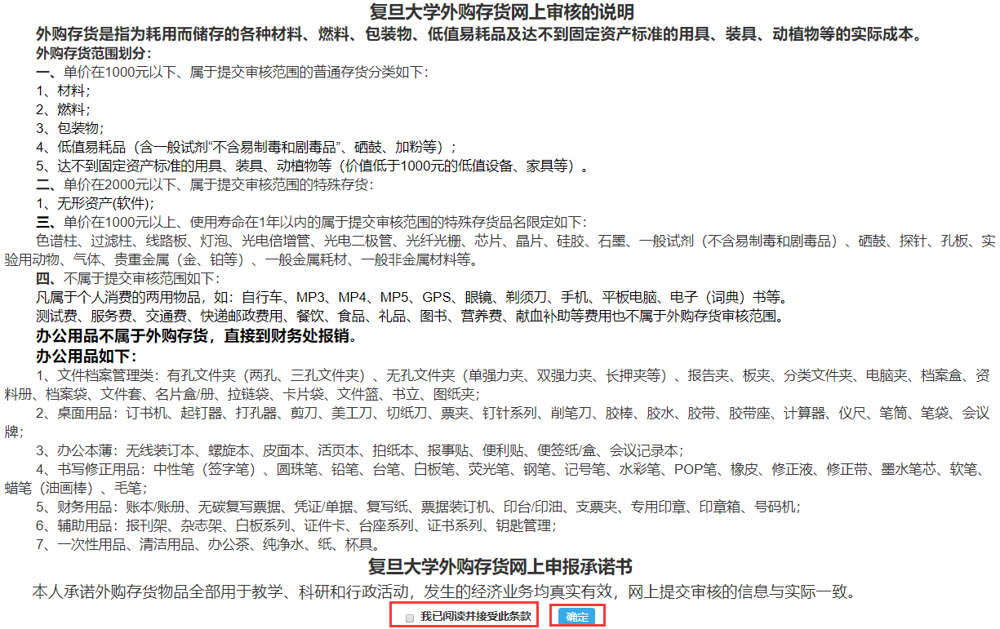 复旦大学外购存货网上审核的说明
外购存货是指为耗用而储存的各种材料、燃料、包装物、低值易耗品及达不到固定资产标准的用具、装具、动植物等的实际成本。
外购存货范围划分：
一、单价在1000元以下、属于提交审核范围的普通存货分类如下：
1、材料；
2、燃料；
3、包装物；
4、低值易耗品（含一般试剂“不含易制毒和剧毒品”、硒鼓、加粉等）；
5、达不到固定资产标准的用具、装具、动植物等（价值低于1000元的低值设备、家具等）。
二、单价在2000元以下、属于提交审核范围的特殊存货：
1、无形资产(软件)；
三、单价在1000元以上、使用寿命在1年以内的属于提交审核范围的特殊存货品名限定如下：
色谱柱、过滤柱、线路板、灯泡、光电倍增管、光电二极管、光纤光栅、芯片、晶片、硅胶、石墨、一般试剂（不含易制毒和剧毒品）、硒鼓、探针、孔板、实
验用动物、气体、贵重金属（金、铂等）、一般金属耗材、一般非金属材料等。
四、不属于提交审核范围如下：
凡属于个人消费的两用物品，如：自行车、MP3、MP4、MP5、GPS、眼镜、剃须刀、手机、平板电脑、电子（词典）书等。
测试费、服务费、交通费、快递邮政费用、餐饮、食品、礼品、图书、营养费、献血补助等费用也不属于外购存货审核范围。
办公用品不属于外购存货，直接到财务处报销。
办公用品如下：
1、文件档案管理类：有孔文件夹（两孔、三孔文件夹）、无孔文件夹（单强力夹、双强力夹、长押夹等）、报告夹、板夹、分类文件夹、电脑夹、档案盒、资
料册、档案袋、文件套、名片盒/册、拉链袋、卡片袋、文件篮、书立、图纸夹；
2、桌面用品：订书机、起钉器、打孔器、剪刀、美工刀、切纸刀、票夹、钉针系列、削笔刀、胶棒、胶水、胶带、胶带座、计算器、仪尺、笔筒、笔袋、会议
牌；
3、办公本薄：无线装订本、螺旋本、皮面本、活页本、拍纸本、报事贴、便利贴、便签纸/盒、会议记录本；
4、书写修正用品：中性笔（签字笔）、圆珠笔、铅笔、台笔、白板笔、荧光笔、钢笔、记号笔、水彩笔、POP笔、橡皮、修正液、修正带、墨水笔芯、软笔、
蜡笔（油画棒）、毛笔；
5、财务用品：账本/账册、无碳复写票据、凭证/单据、复写纸、票据装订机、印台/印油、支票夹、专用印章、印章箱、号码机；
6、辅助用品：报刊架、杂志架、白板系列、证件卡、台座系列、证书系列、钥匙管理；
7、一次性用品、清洁用品、办公茶、纯净水、纸、杯具。
复旦大学外购存货网上申报承诺书
本人承诺外购存货物品全部用于教学、科研和行政活动，发生的经济业务均真实有效，网上提交审核的信息与实际一致。
我已阅读并接受此条款 确定